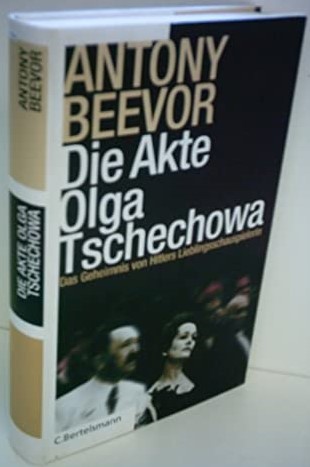 ANTONY
BEEVOR
Die Akte
Olga
Tschechowa
Das Geheimnis von Hitlers Lieblingsschauspielerin
C. Bertelsmann
ANTONY
BEEVOR
DIE AKTE OLGA
TSCHECHOWA